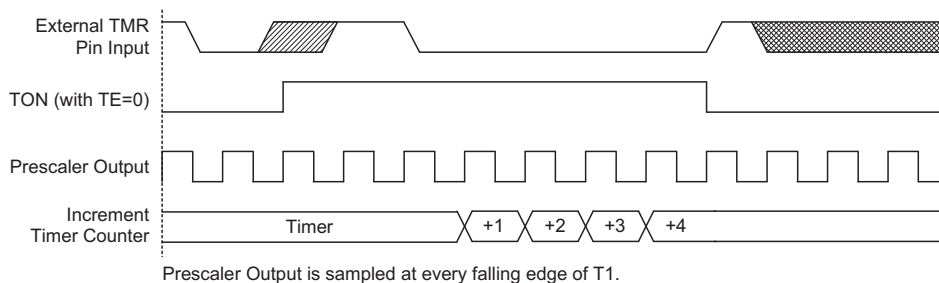 External TMR
Pin Input
TON (with TE=0)
Prescaler Output
Increment
Timer Counter
Timer +1 +2 +3 +4
Prescaler Output is sampled at every falling edge of T1.